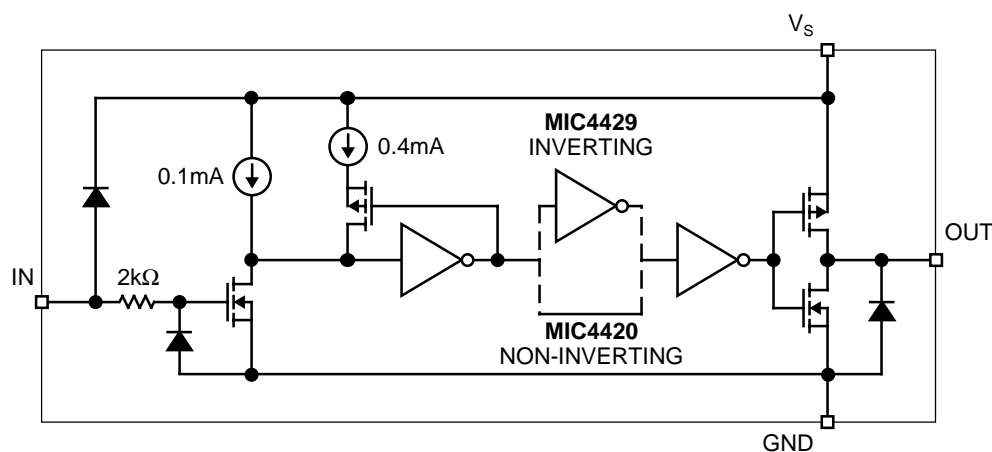 V_S
MIC4429
INVERTING
0.4mA
0.1mA
OUT
IN
2kΩ
MIC4420
NON-INVERTING
GND